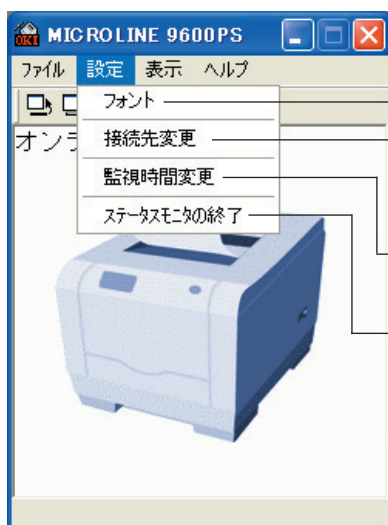 OKI MICROLINE 9600PS
ファイル 設定 表示 ヘルプ
フォント
オンラ
接続先変更
監視時間変更
ステータスモニタの終了